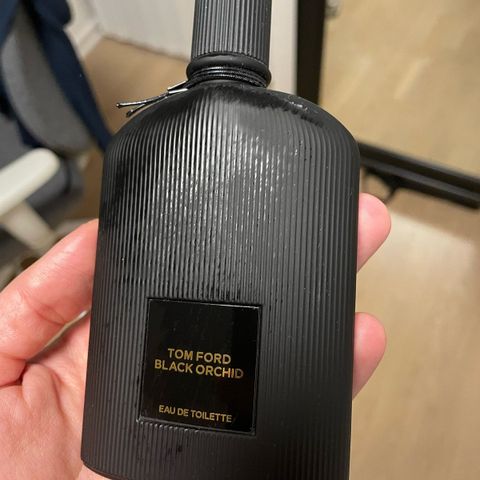 TOM FORD
BLACK ORCHID
EAU DE TOILETTE